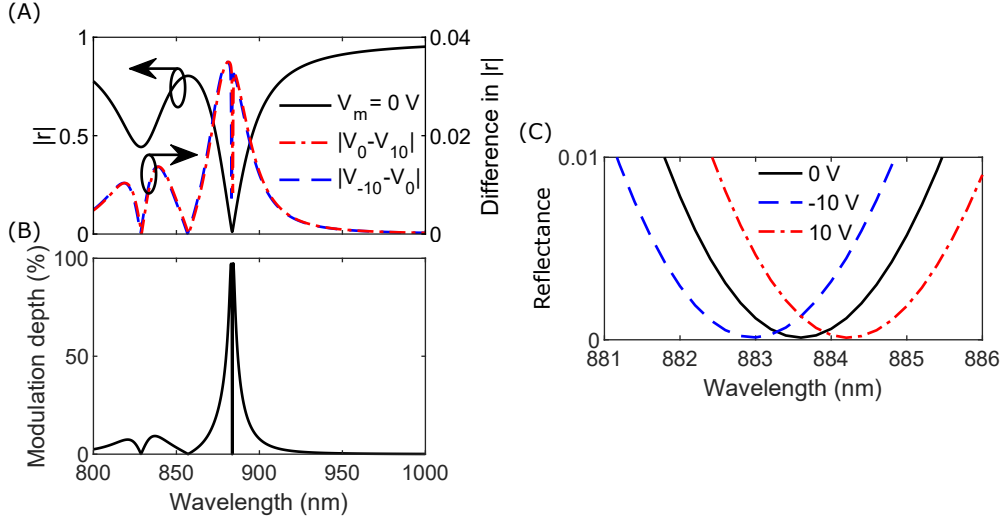 (A)
1
0.5
0
|r|
0.04
0.02
0
Difference in |r|
V_m = 0 V
|V_0-V_10|
|V_-10-V_0|
(B)
100
50
0
Modulation depth (%)
800 850 900 950 1000
Wavelength (nm)
(C)
0.01
0
Reflectance
0 V
-10 V
10 V
881 882 883 884 885 886
Wavelength (nm)